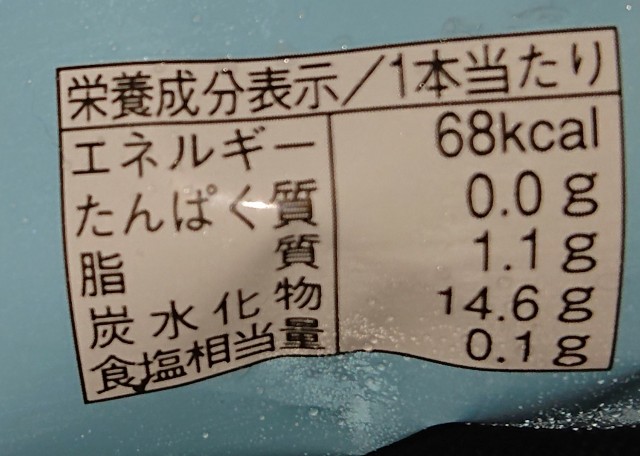 栄養成分表示/1本当たり
エネルギー 68kcal
たんぱく質 0.0g
脂質 1.1g
炭水化物 14.6g
食塩相当量 0.1g